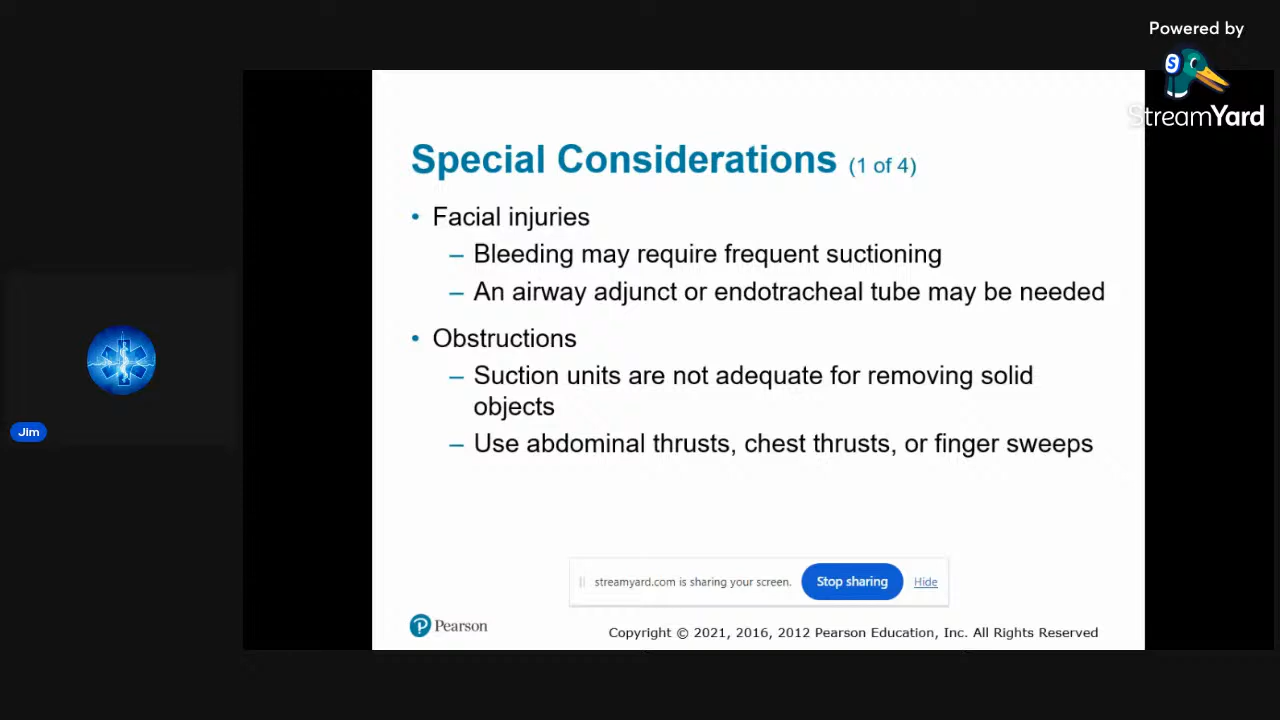 Powered by
StreamYard
Special Considerations (1 of 4)
• Facial injuries
– Bleeding may require frequent suctioning
– An airway adjunct or endotracheal tube may be needed
• Obstructions
– Suction units are not adequate for removing solid
objects
– Use abdominal thrusts, chest thrusts, or finger sweeps
Jim
streamyard.com is sharing your screen. Stop sharing Hide
Pearson
Copyright © 2021, 2016, 2012 Pearson Education, Inc. All Rights Reserved